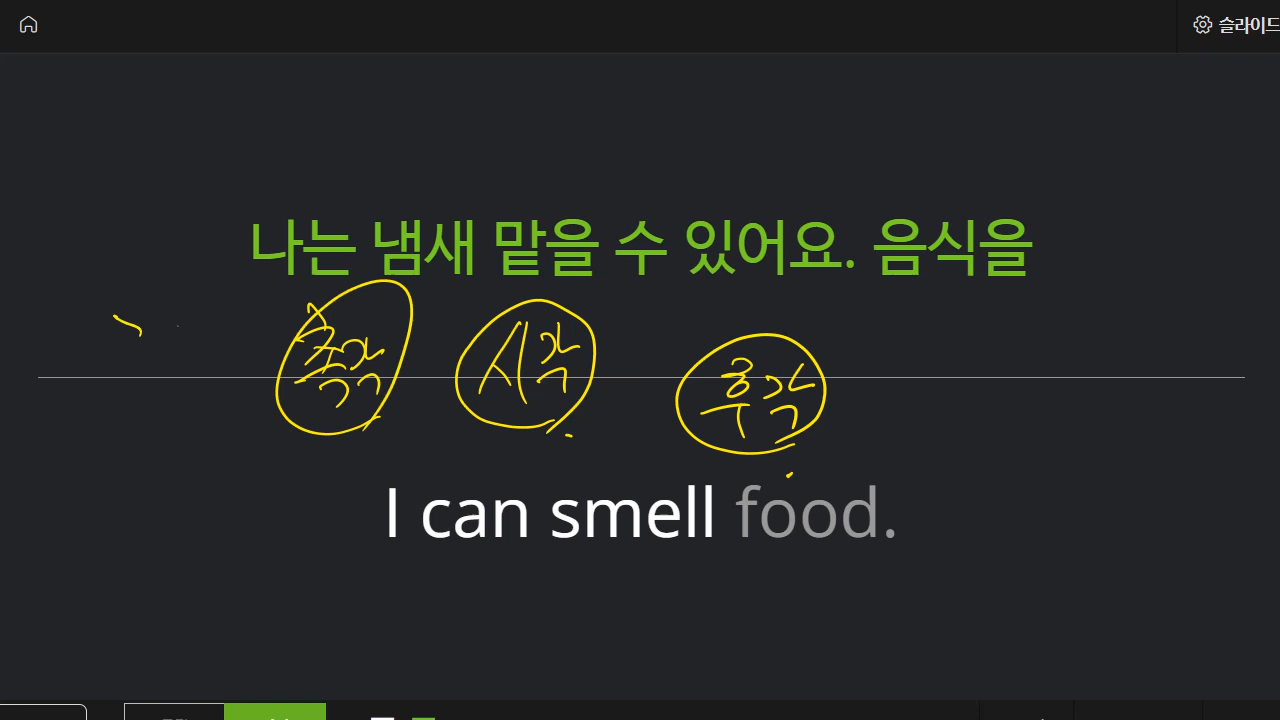 슬라이드
나는 냄새 맡을 수 있어요. 음식을
촉각 시각 후각
I can smell food.